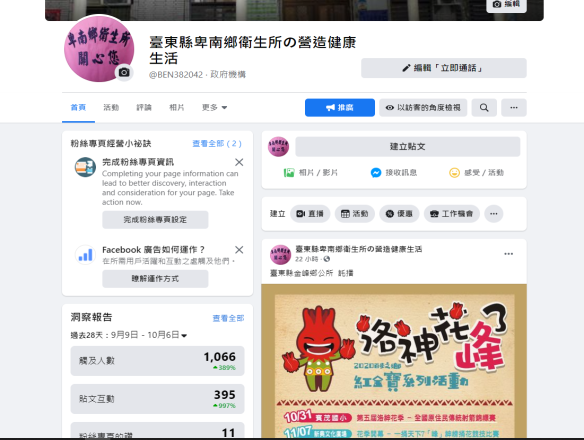 編輯
卑南鄉衛生所
關心您
臺東縣卑南鄉衛生所の營造健康
生活
@BEN382042 · 政府機構
編輯「立即通話」
首頁
活動
評論
相片
更多
推廣
以訪客的角度檢視
粉絲專頁經營小祕訣
查看全部 ( 2 )
完成粉絲專頁資訊
Completing your page information can
lead to better discovery, interaction
and consideration for your page. Take
action now.
完成粉絲專頁設定
Facebook 廣告如何運作？
在所需用戶活躍和互動之處觸及他們。
瞭解運作方式
洞察報告
查看全部
過去28天：9月9日 - 10月6日
觸及人數
1,066
389%
貼文互動
395
997%
粉絲專頁的讚
11
建立貼文
相片 / 影片
接收訊息
感受 / 活動
建立
直播
活動
優惠
工作機會
臺東縣卑南鄉衛生所の營造健康生活
22 小時
臺東縣金峰鄉公所 託播
洛神花了
峰
2020
紅金寶系列活動
10/31
賓茂國小
第五屆洛神花季 - 全國原住民傳統射箭錦標賽
11/07